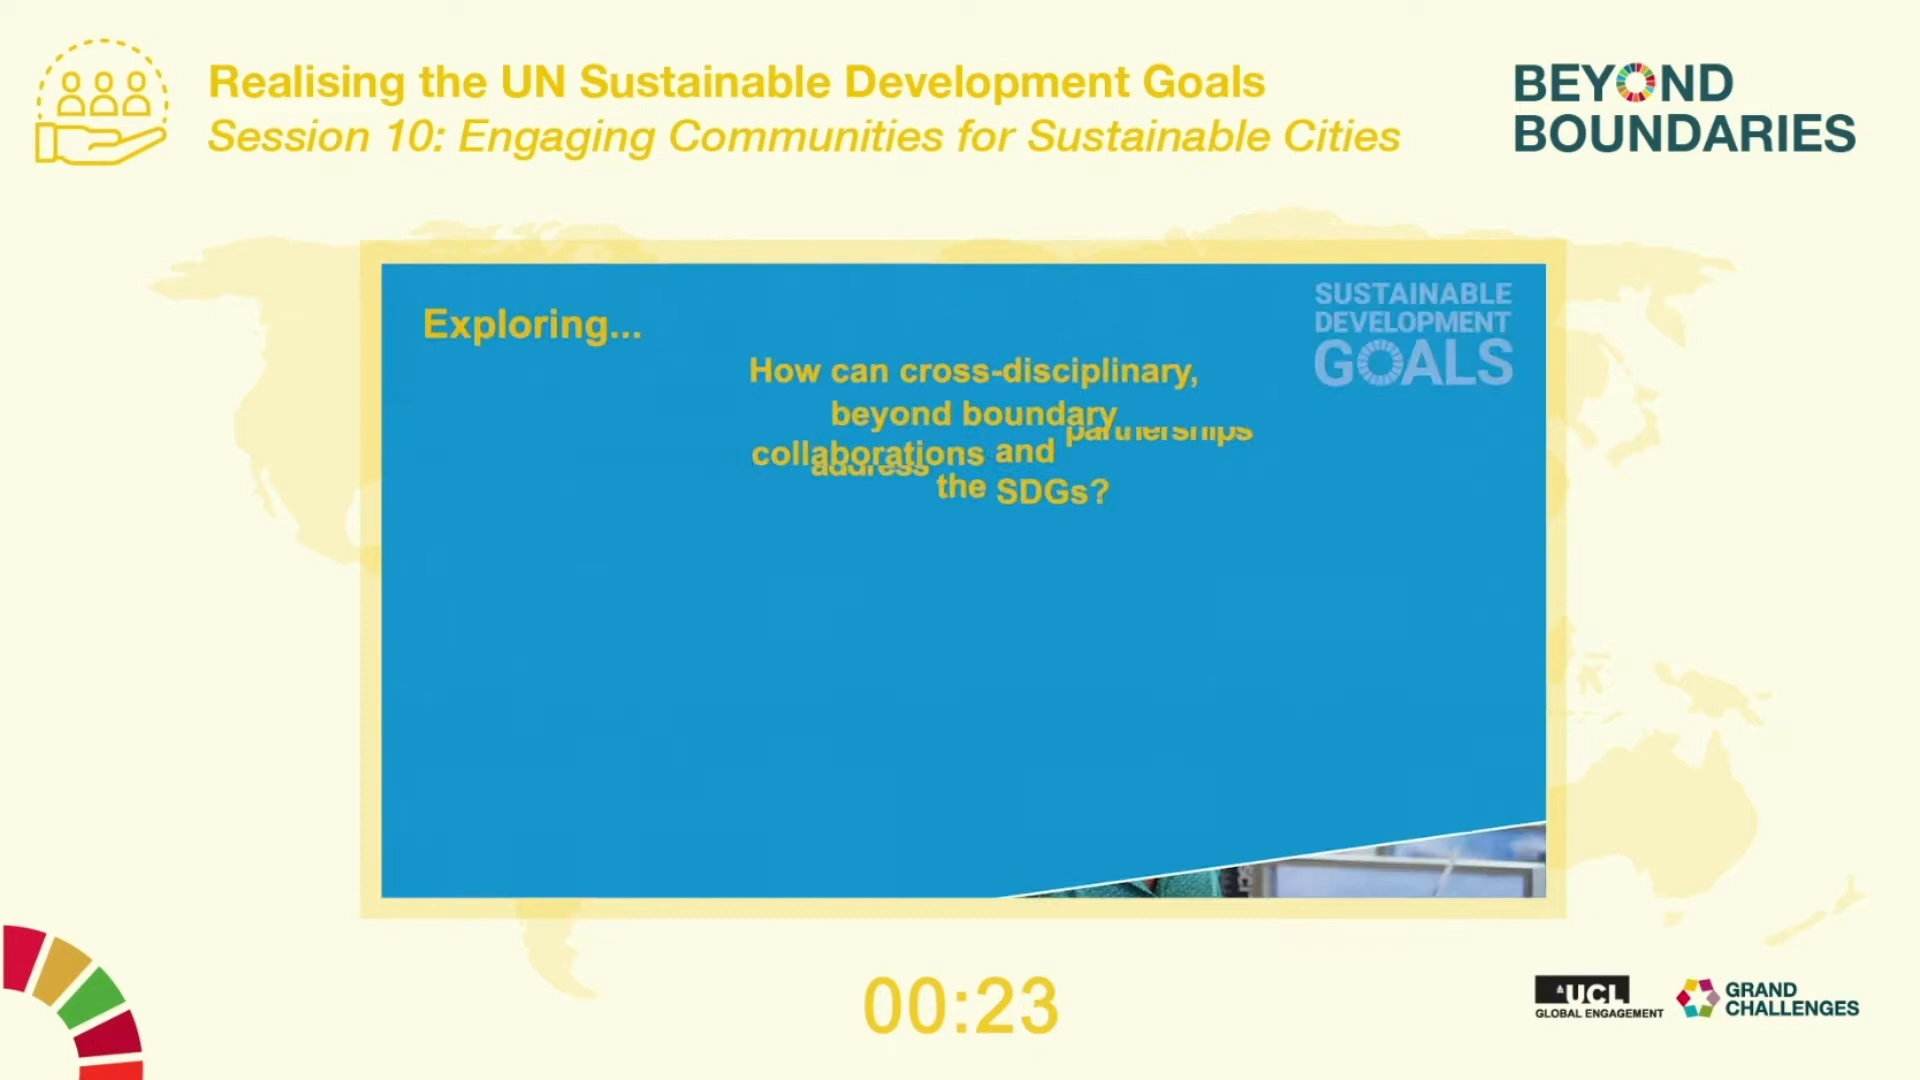 Realising the UN Sustainable Development Goals
Session 10: Engaging Communities for Sustainable Cities
BEYOND
BOUNDARIES
Exploring...
SUSTAINABLE
DEVELOPMENT
GOALS
How can cross-disciplinary,
beyond boundary
collaborations and partnerships
address the SDGs?
00:23
UCL
GLOBAL ENGAGEMENT
GRAND
CHALLENGES